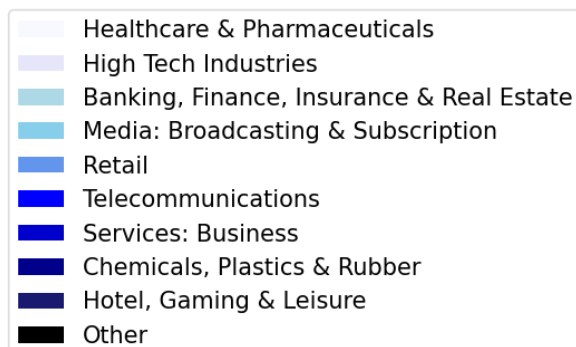 Healthcare & Pharmaceuticals
High Tech Industries
Banking, Finance, Insurance & Real Estate
Media: Broadcasting & Subscription
Retail
Telecommunications
Services: Business
Chemicals, Plastics & Rubber
Hotel, Gaming & Leisure
Other